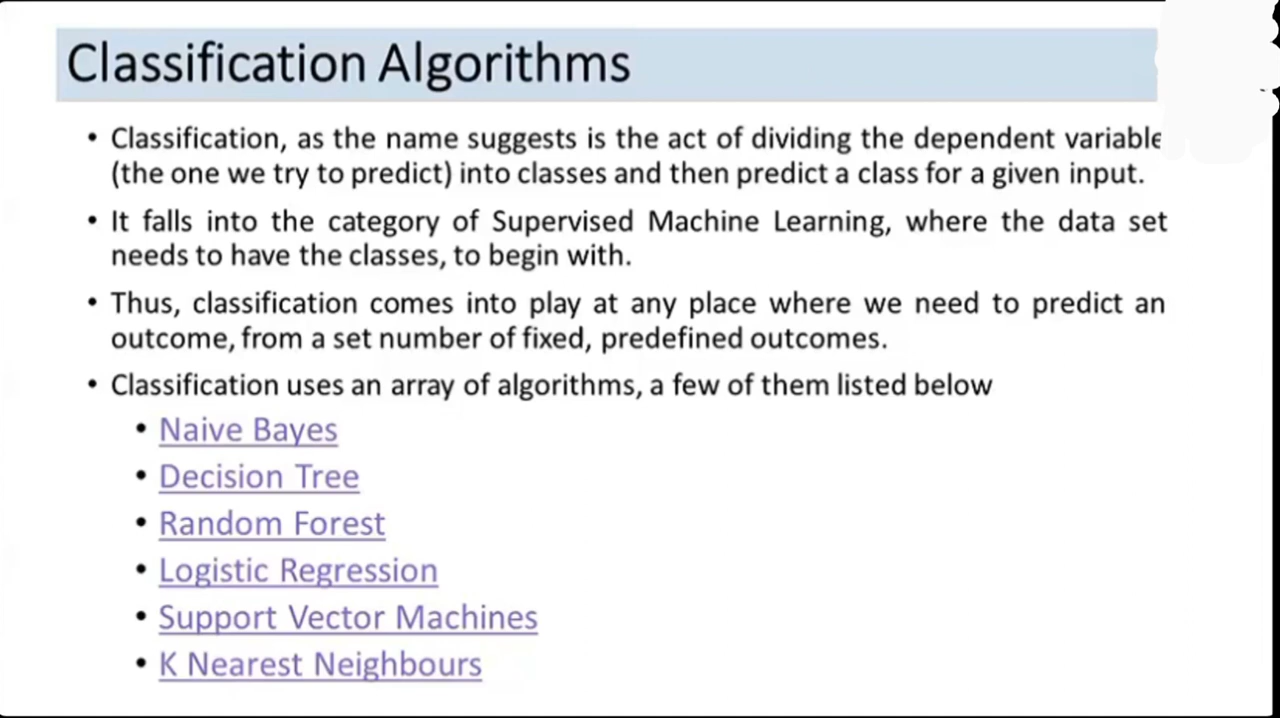 Classification Algorithms
• Classification, as the name suggests is the act of dividing the dependent variable
(the one we try to predict) into classes and then predict a class for a given input.
• It falls into the category of Supervised Machine Learning, where the data set
needs to have the classes, to begin with.
• Thus, classification comes into play at any place where we need to predict an
outcome, from a set number of fixed, predefined outcomes.
• Classification uses an array of algorithms, a few of them listed below
• Naive Bayes
• Decision Tree
• Random Forest
• Logistic Regression
• Support Vector Machines
• K Nearest Neighbours